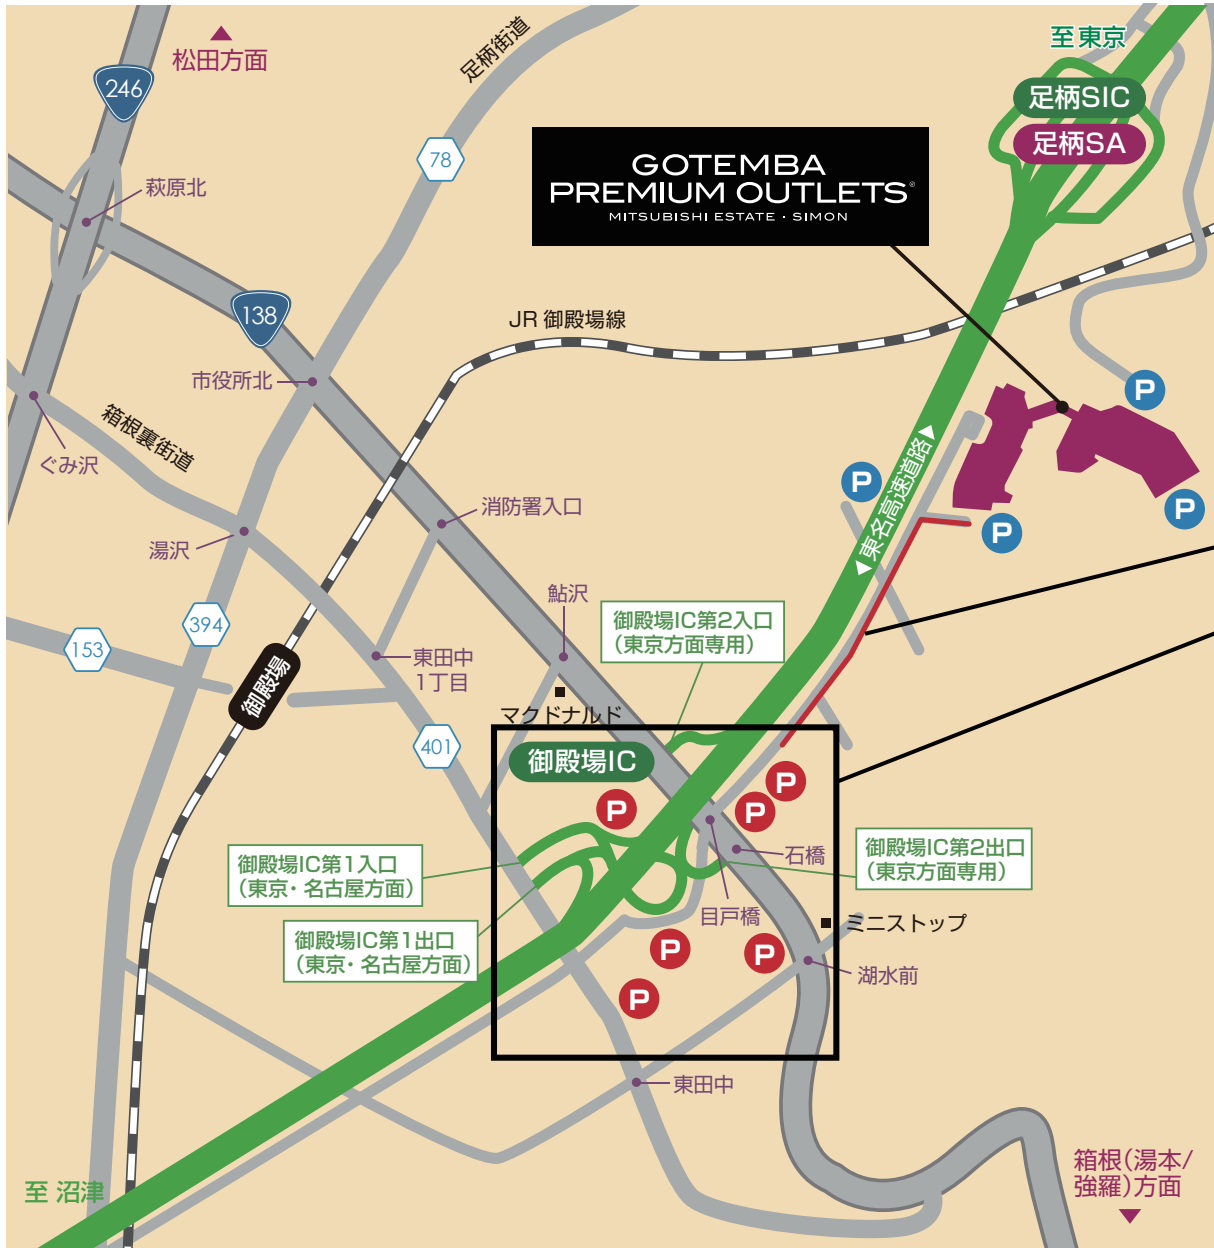 至東京
松田方面
足柄街道
246
足柄SIC
足柄SA
78
GOTEMBA
PREMIUM OUTLETS®
MITSUBISHI ESTATE・SIMON
萩原北
138
JR 御殿場線
市役所北
P
箱根裏街道
ぐみ沢
東名高速道路
P
消防署入口
P
P
湯沢
鮎沢
御殿場IC第2入口
(東京方面専用)
394
153
東田中
1丁目
御殿場
マクドナルド
401
御殿場IC
P
P
P
御殿場IC第1入口
(東京・名古屋方面)
石橋
御殿場IC第2出口
(東京方面専用)
目戸橋
ミニストップ
御殿場IC第1出口
(東京・名古屋方面)
P
P
湖水前
P
東田中
至 沼津
箱根(湯本/
強羅)方面